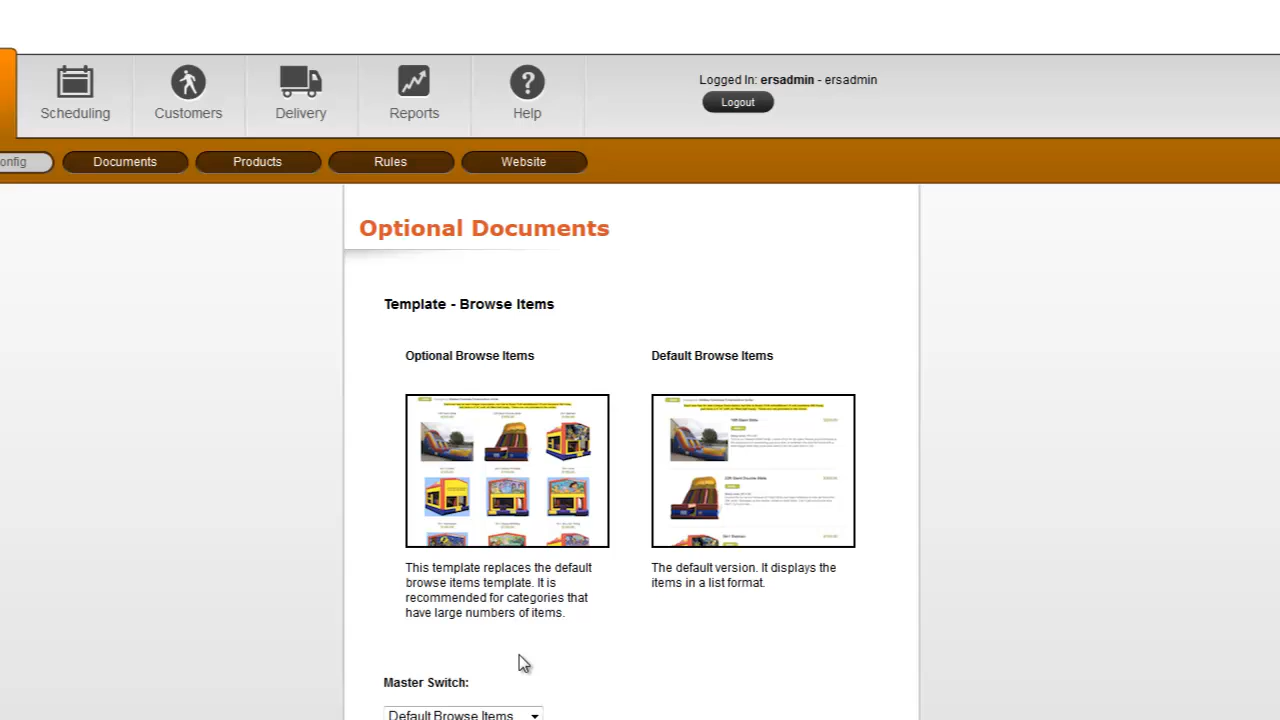 Scheduling
Customers
Delivery
Reports
Help
Logged In: ersadmin - ersadmin
Logout
onfig
Documents
Products
Rules
Website
Optional Documents
Template - Browse Items
Optional Browse Items
Default Browse Items
This template replaces the default
browse items template. It is
recommended for categories that
have large numbers of items.
The default version. It displays the
items in a list format.
Master Switch:
Default Browse Items